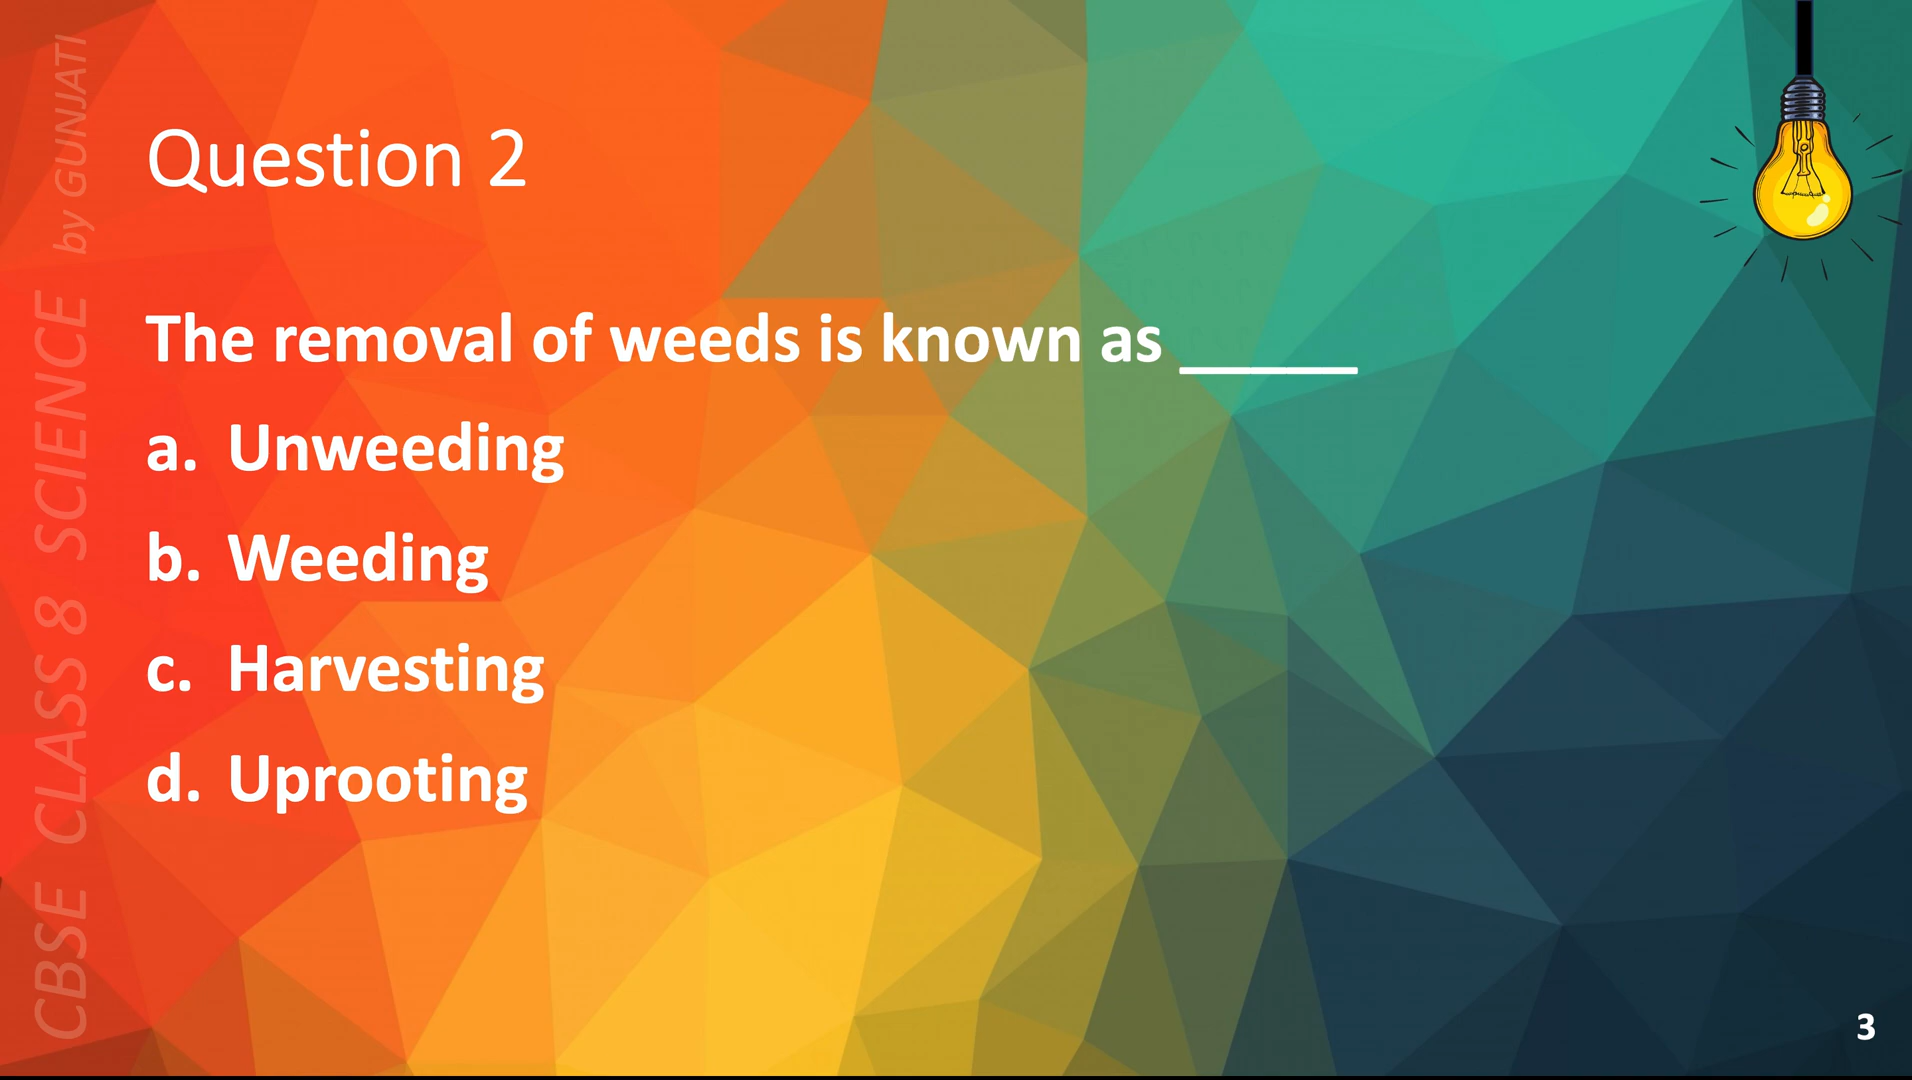 Question 2
The removal of weeds is known as _____
a. Unweeding
b. Weeding
c. Harvesting
d. Uprooting
CBSE CLASS 8 SCIENCE by GUNJATI
3